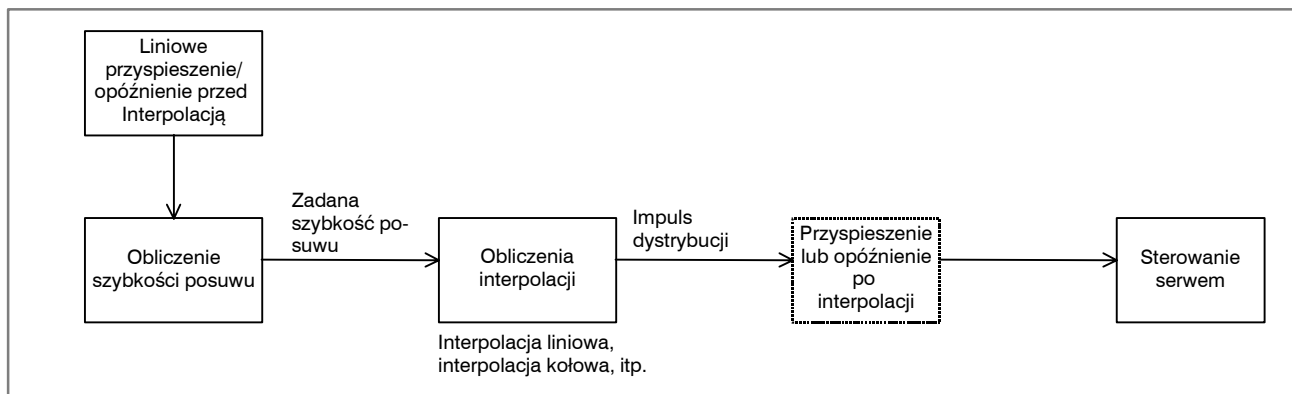 Liniowe
przyspieszenie/
opóźnienie przed
Interpolacją
Obliczenie
szybkości posuwu
Zadana
szybkość po-
suwu
Obliczenia
interpolacji
Interpolacja liniowa,
interpolacja kołowa, itp.
Impuls
dystrybucji
Przyspieszenie
lub opóźnienie
po
interpolacji
Sterowanie
serwem